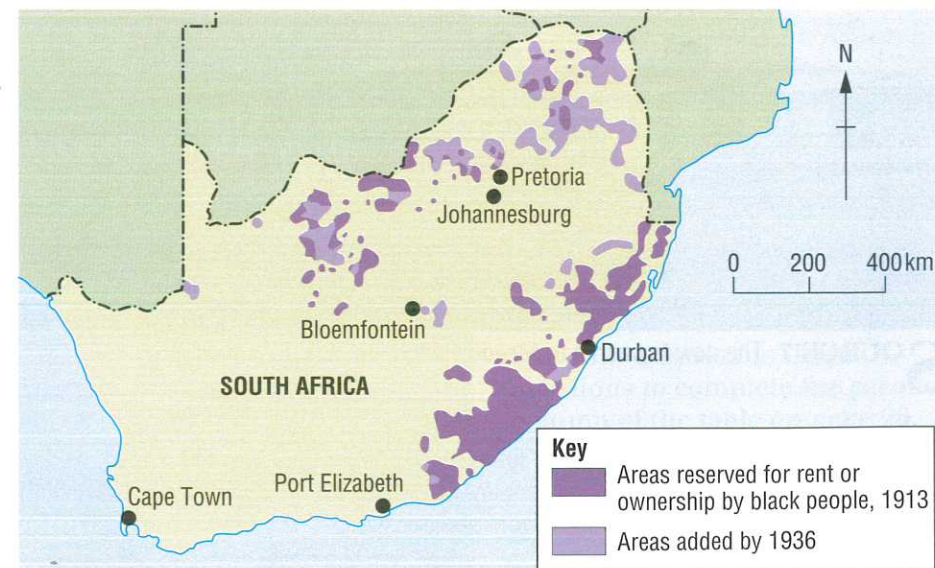 N
Pretoria
Johannesburg
0 200 400 km
Bloemfontein
Durban
SOUTH AFRICA
Key
Areas reserved for rent or
ownership by black people, 1913
Areas added by 1936
Port Elizabeth
Cape Town